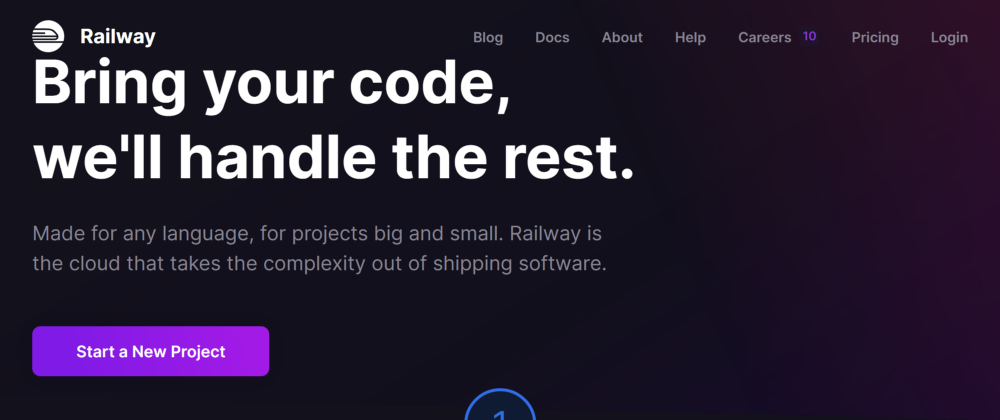 Railway
Blog Docs About Help Careers 10 Pricing Login
Bring your code,
we'll handle the rest.
Made for any language, for projects big and small. Railway is
the cloud that takes the complexity out of shipping software.
Start a New Project
1